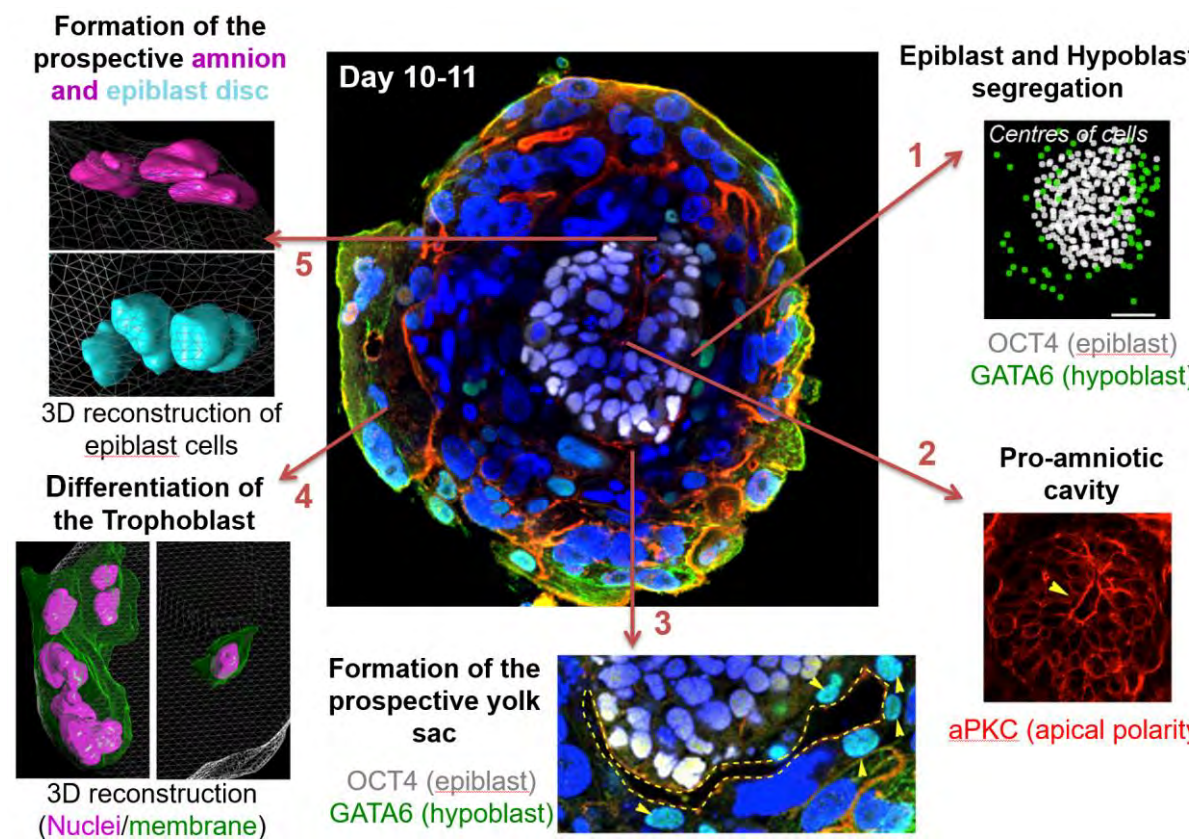 Formation of the
prospective amnion
and epiblast disc
3D reconstruction of
epiblast cells
Day 10-11
Epiblast and Hypoblast
segregation
Centres of cells
OCT4 (epiblast)
GATA6 (hypoblast)
1
2
3
4
5
Differentiation of
the Trophoblast
3D reconstruction
(Nuclei/membrane)
Formation of the
prospective yolk
sac
OCT4 (epiblast)
GATA6 (hypoblast)
Pro-amniotic
cavity
aPKC (apical polarity